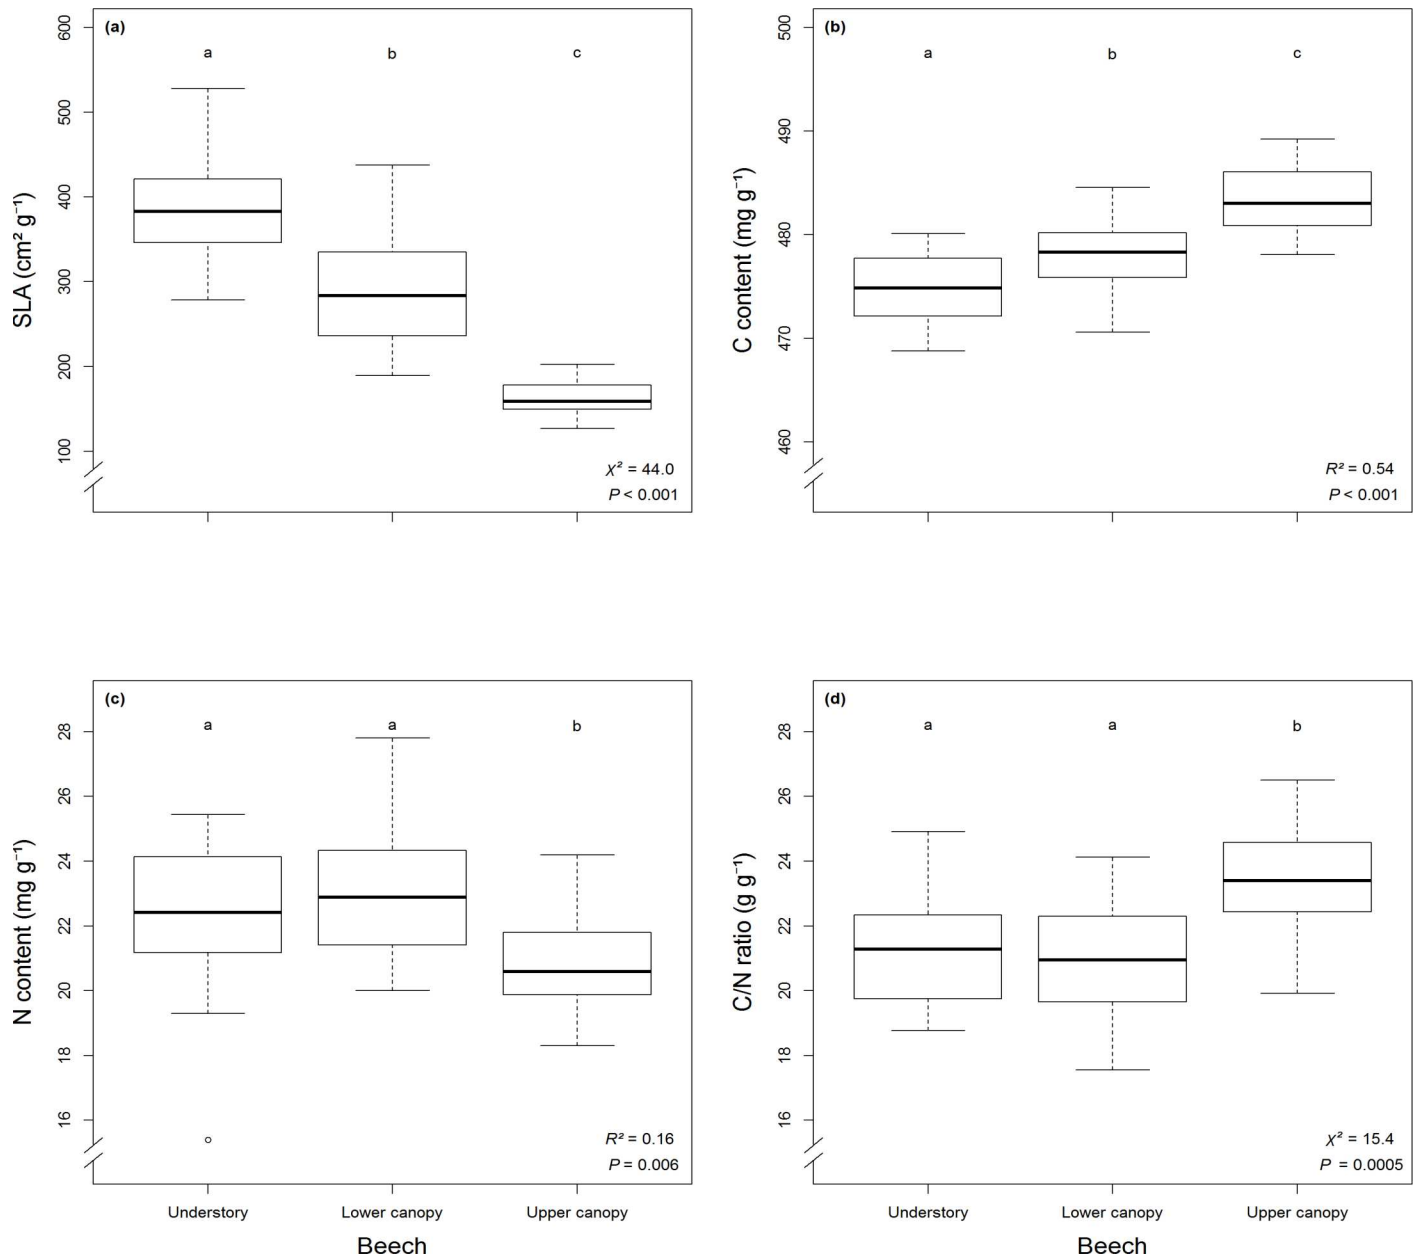 (a)
a b c
600
500
400
300
200
100
SLA (cm² g⁻¹)
χ² = 44.0
P < 0.001
(b)
a b c
500
490
480
470
460
C content (mg g⁻¹)
R² = 0.54
P < 0.001
(c)
a a b
28
26
24
22
20
18
16
N content (mg g⁻¹)
R² = 0.16
P = 0.006
Understory Lower canopy Upper canopy
Beech
(d)
a a b
28
26
24
22
20
18
16
C/N ratio (g g⁻¹)
χ² = 15.4
P = 0.0005
Understory Lower canopy Upper canopy
Beech